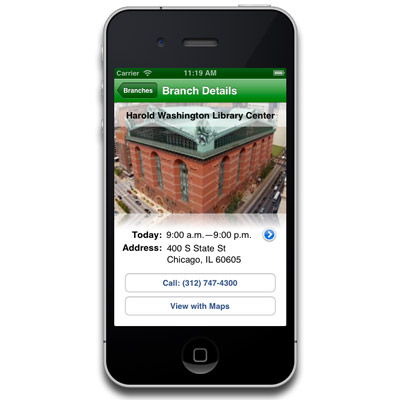 Carrier 11:19 AM
Branches Branch Details
Harold Washington Library Center
Today: 9:00 a.m.—9:00 p.m.
Address: 400 S State St
Chicago, IL 60605
Call: (312) 747-4300
View with Maps